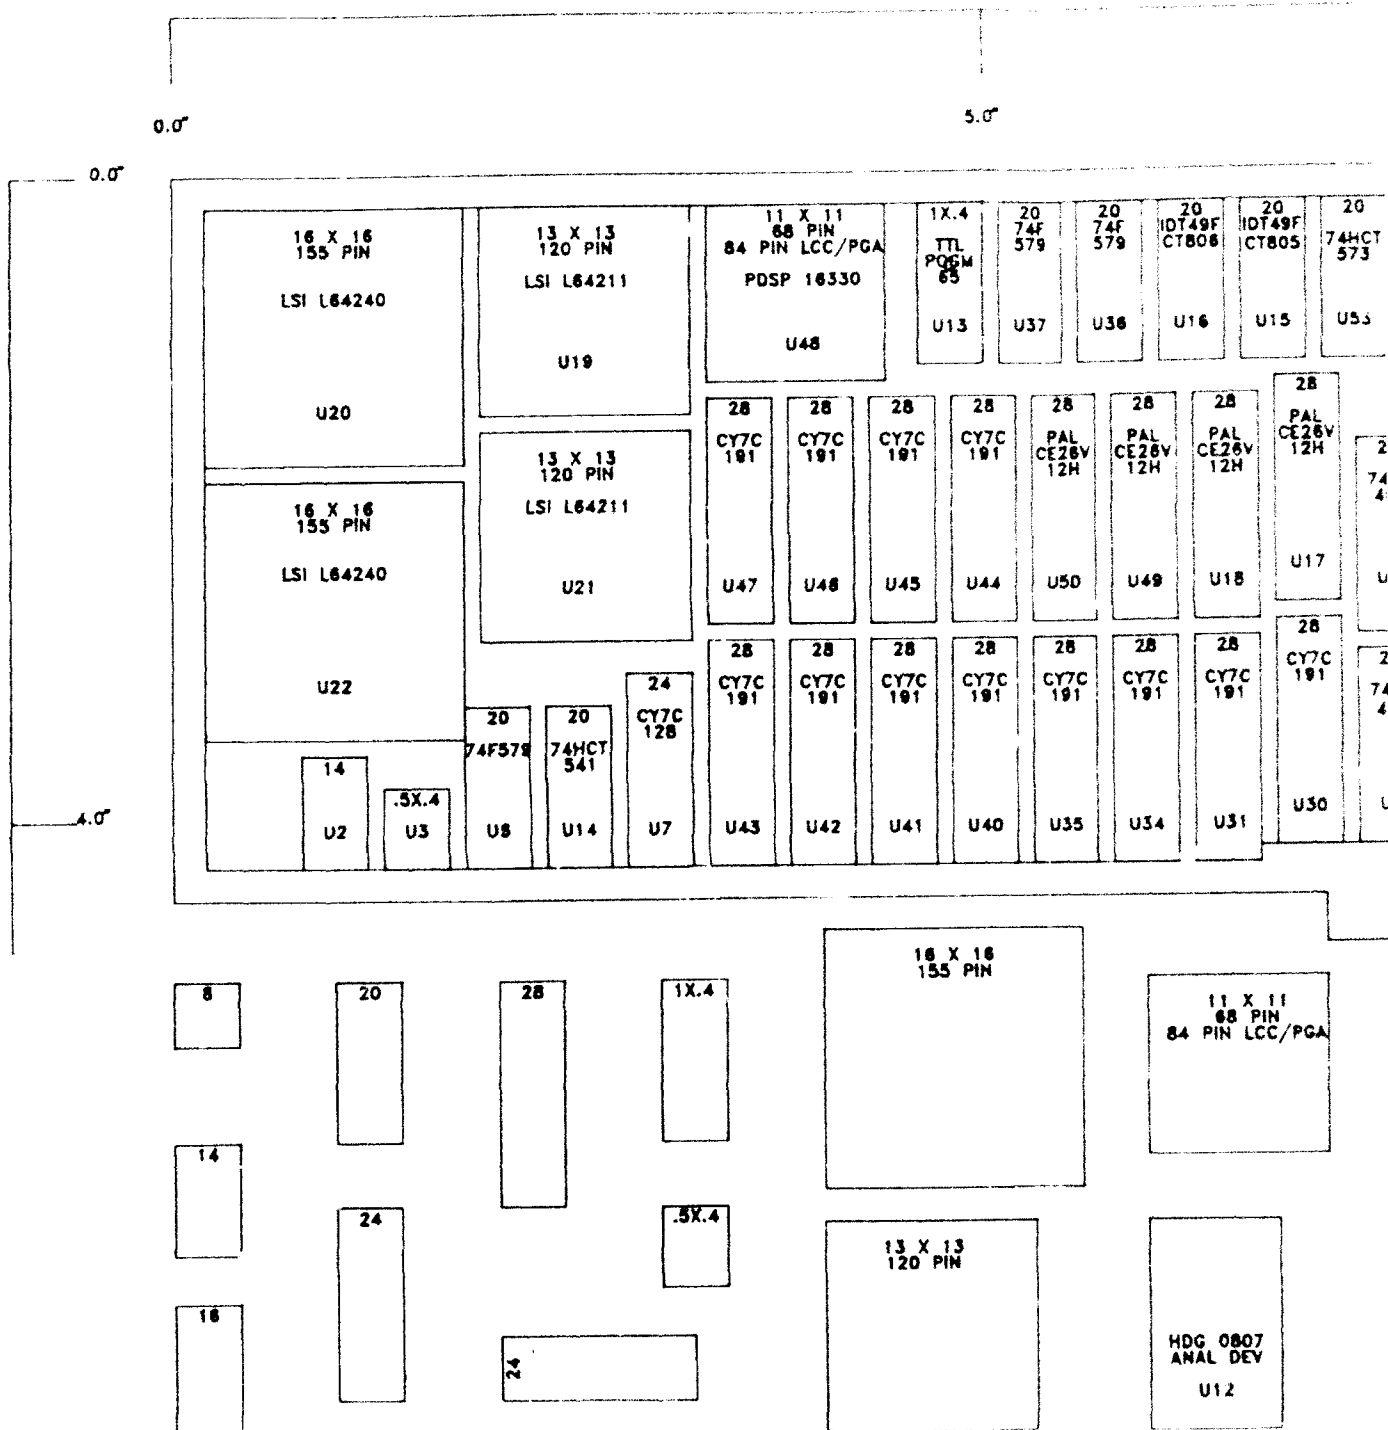 0.0"
5.0"
0.0"
16 X 16
155 PIN
LSI L64240
U20
13 X 13
120 PIN
LSI L64211
U19
11 X 11
68 PIN
84 PIN LCC/PGA
PDSP 16330
U48
1X.4
TTL
65
U13
20
74F
579
U37
20
74F
579
U36
20
IDT49F
CT806
U16
20
IDT49F
CT805
U15
20
74HCT
573
U53
16 X 16
155 PIN
LSI L64240
U22
13 X 13
120 PIN
LSI L64211
U21
28
CY7C
191
U47
28
CY7C
191
U46
28
CY7C
191
U45
28
CY7C
191
U44
28
PAL
CE26V
12H
U50
28
PAL
CE26V
12H
U49
28
PAL
CE26V
12H
U18
28
PAL
CE26V
12H
U17
2
74
4
U
4.0"
14
U2
.5X.4
U3
20
74F579
U8
20
74HCT
541
U14
24
CY7C
128
U7
28
CY7C
191
U43
28
CY7C
191
U42
28
CY7C
191
U41
28
CY7C
191
U40
28
CY7C
191
U35
28
CY7C
191
U34
28
CY7C
191
U31
28
CY7C
191
U30
2
74
4
8
20
28
1X.4
16 X 16
155 PIN
11 X 11
68 PIN
84 PIN LCC/PGA
14
24
.5X.4
13 X 13
120 PIN
16
24
HDG 0807
ANAL DEV
U12